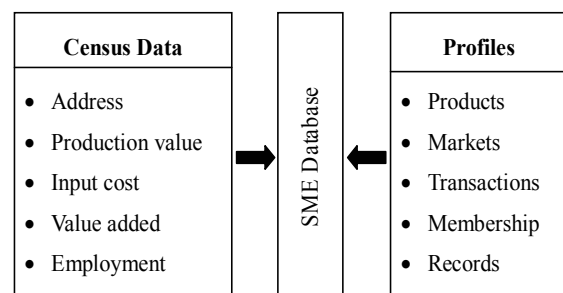 Census Data
• Address
• Production value
• Input cost
• Value added
• Employment
SME Database
Profiles
• Products
• Markets
• Transactions
• Membership
• Records